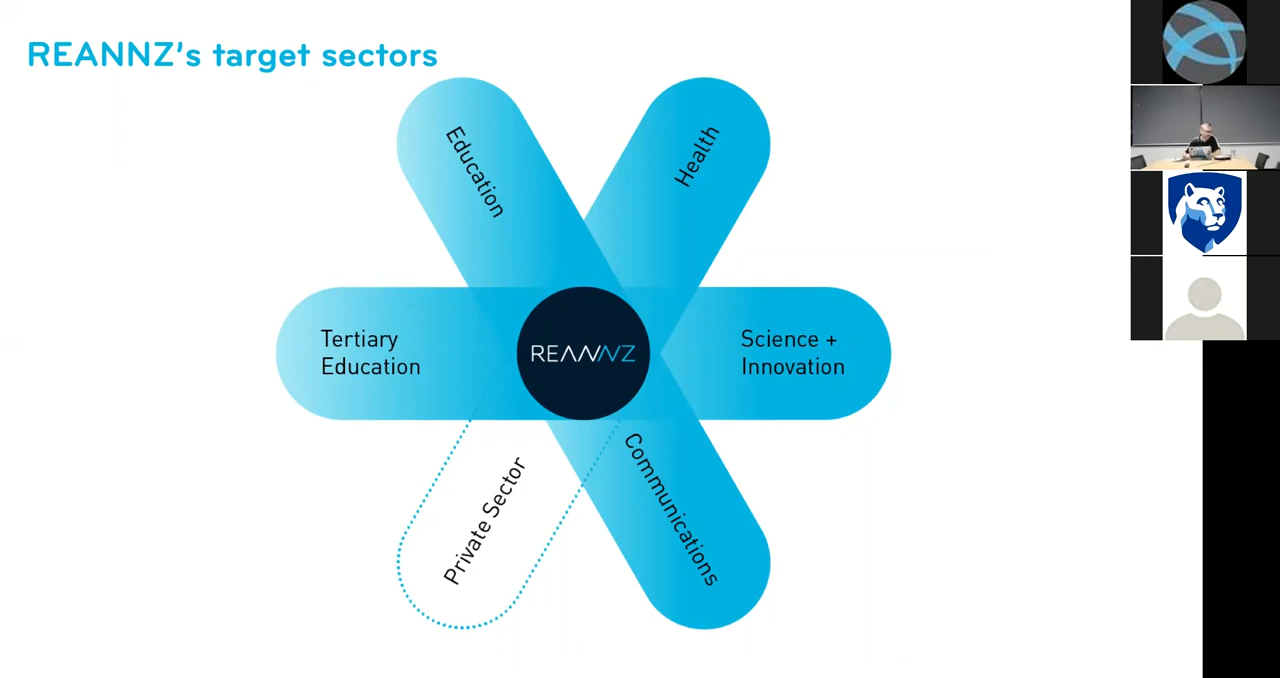 REANNZ's target sectors
Education
Health
Tertiary
Education
REANNZ
Science +
Innovation
Private Sector
Communications